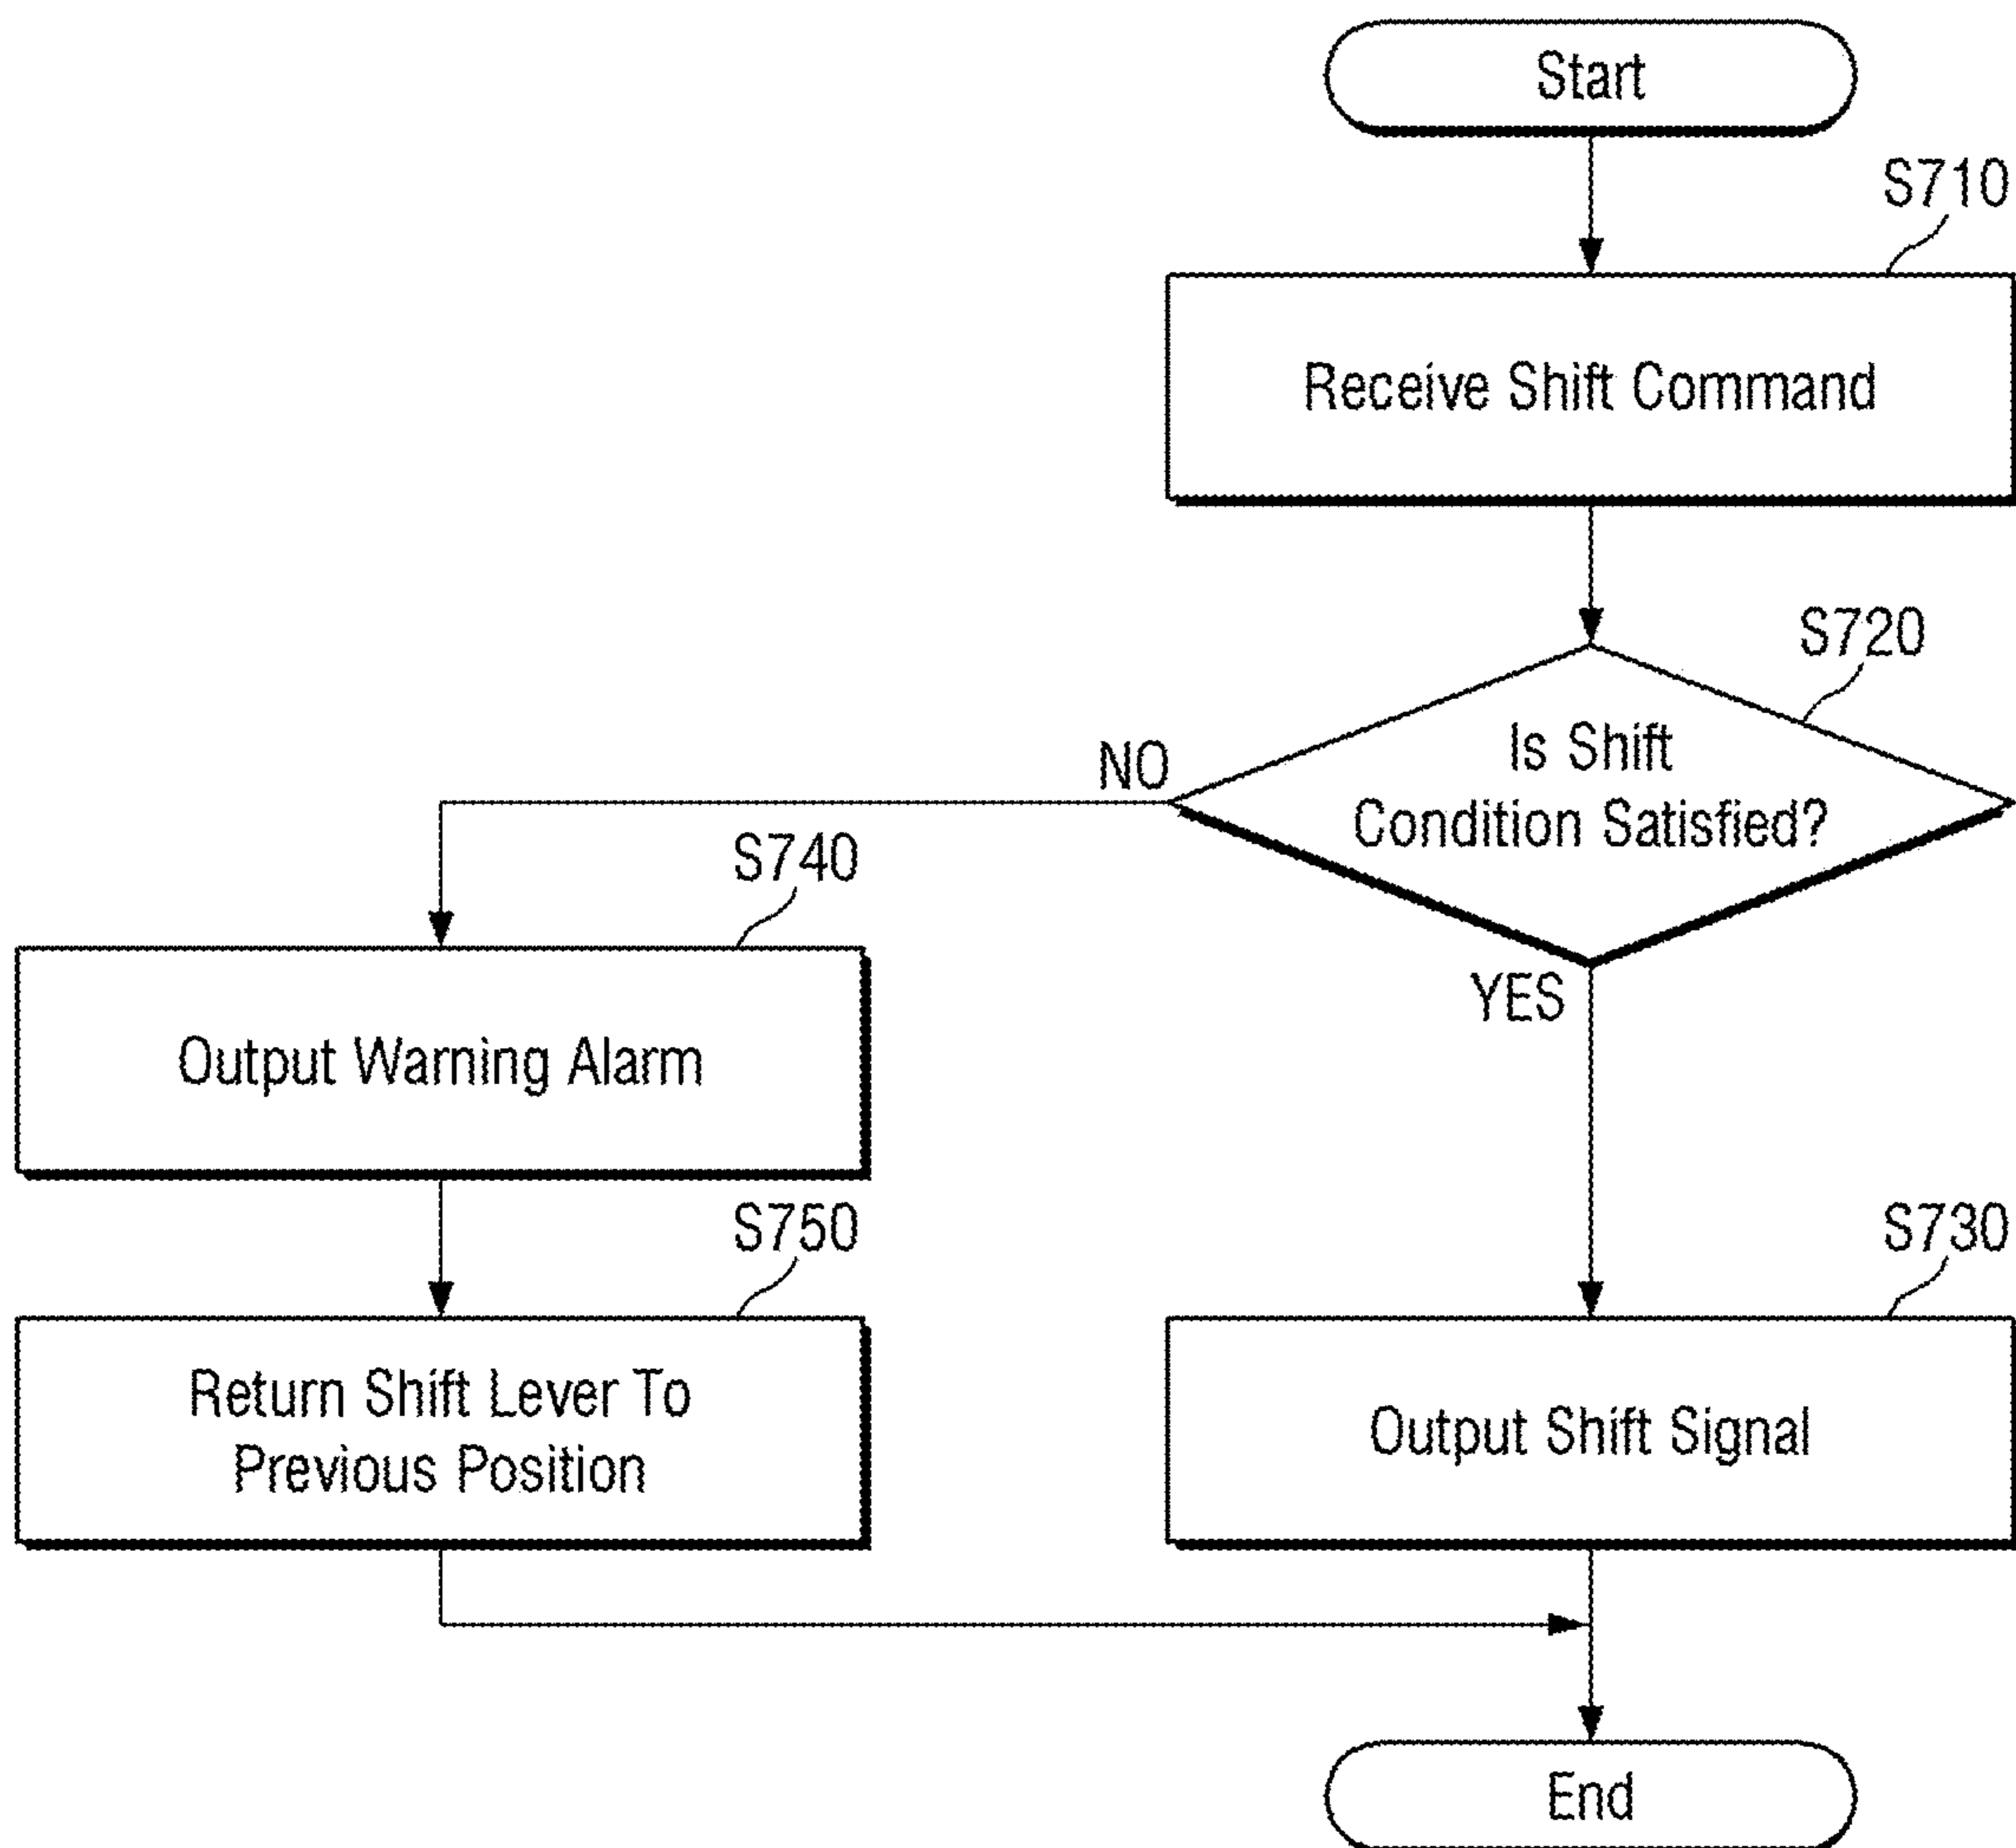 Start
S710
Receive Shift Command
S720
Is Shift
Condition Satisfied?
NO
YES
S740
Output Warning Alarm
S750
Return Shift Lever To
Previous Position
S730
Output Shift Signal
End